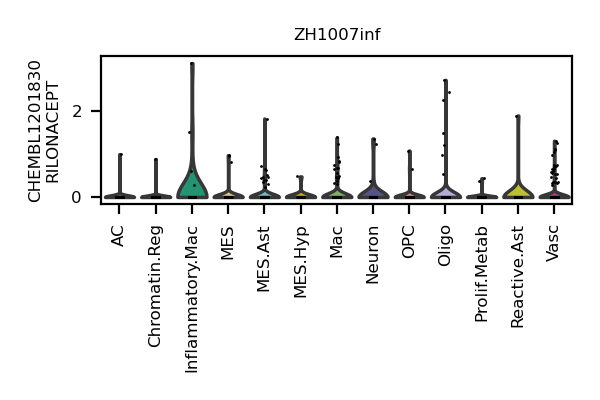 ZH1007inf
CHEMBL1201830
RILONACEPT
2
0
AC
Chromatin.Reg
Inflammatory.Mac
MES
MES.Ast
MES.Hyp
Mac
Neuron
OPC
Oligo
Prolif.Metab
Reactive.Ast
Vasc